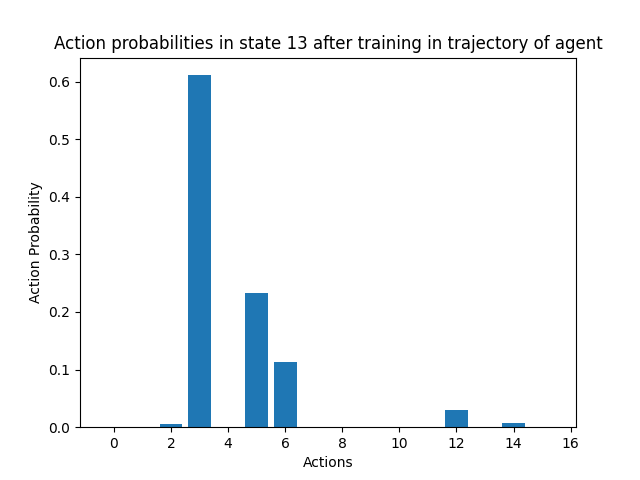 Action probabilities in state 13 after training in trajectory of agent
0.6
0.5
0.4
0.3
0.2
0.1
0.0
Action Probability
0 2 4 6 8 10 12 14 16
Actions